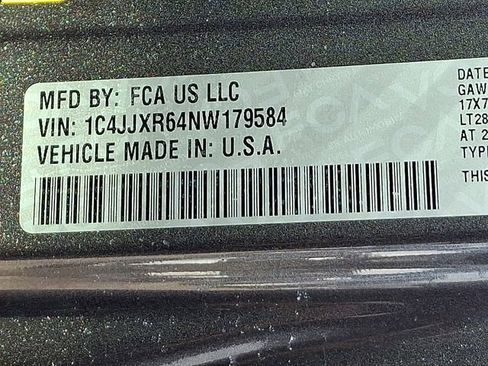 MFD BY: FCA US LLC
VIN: 1C4JJXR64NW179584
VEHICLE MADE IN: U.S.A.
DATE
GAW
17X7
LT28
AT 2
TYP
THIS